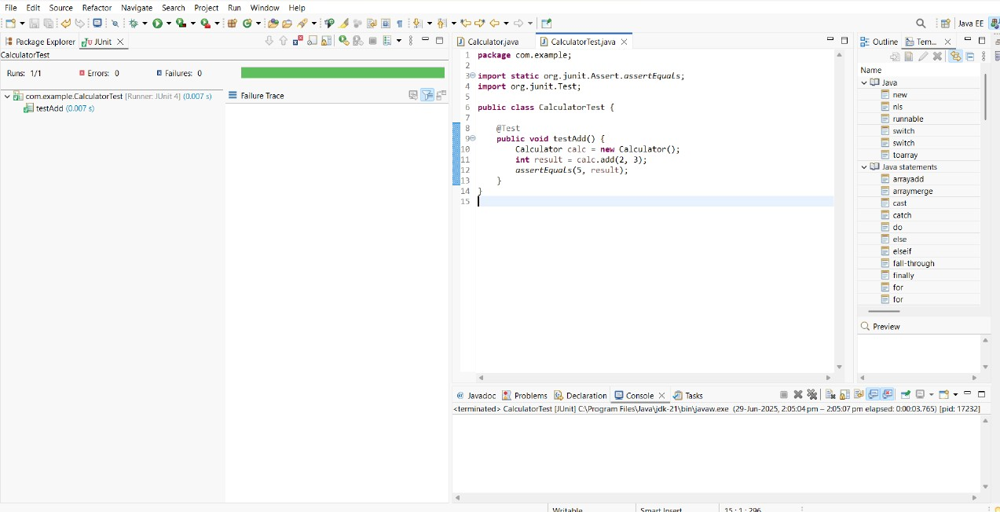 File Edit Source Refactor Navigate Search Project Run Window Help
Java EE
Package Explorer JUnit
CalculatorTest
Runs: 1/1 Errors: 0 Failures: 0
com.example.CalculatorTest [Runner: JUnit 4] (0.007 s)
testAdd (0.007 s)
Failure Trace
Calculator.java CalculatorTest.java
1 package com.example;
2
3 import static org.junit.Assert.assertEquals;
4 import org.junit.Test;
5
6 public class CalculatorTest {
7
8 @Test
9 public void testAdd() {
10 Calculator calc = new Calculator();
11 int result = calc.add(2, 3);
12 assertEquals(5, result);
13 }
14 }
15
Outline Tem...
Name
Java
new
nls
runnable
switch
switch
toarray
Java statements
arrayadd
arraymerge
cast
catch
do
else
elseif
fall-through
finally
for
for
Preview
Javadoc Problems Declaration Console Tasks
<terminated> CalculatorTest [JUnit] C:\Program Files\Java\jdk-21\bin\javaw.exe (29-Jun-2025, 2:05:04 pm – 2:05:07 pm elapsed: 0:00:03.765) [pid: 17232]
Writable Smart Insert 15 : 1 : 296